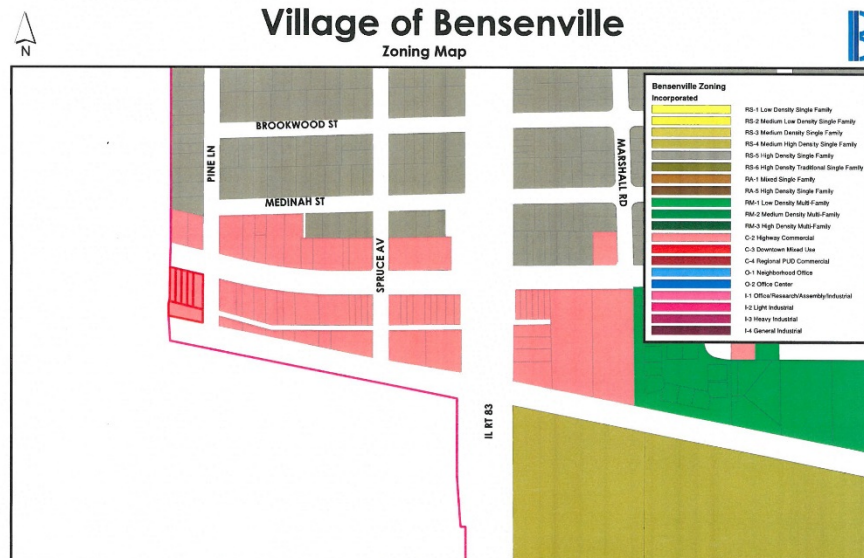 Village of Bensenville
Zoning Map
N
Bensenville Zoning
Incorporated
RS-1 Low Density Single Family
RS-2 Medium Low Density Single Family
RS-3 Medium Density Single Family
RS-4 Medium High Density Single Family
RS-5 High Density Single Family
RS-6 High Density Traditional Single Family
RA-1 Mixed Single Family
RA-5 High Density Single Family
RM-1 Low Density Multi-Family
RM-2 Medium Density Multi-Family
RM-3 High Density Multi-Family
C-2 Highway Commercial
C-3 Downtown Mixed Use
C-4 Regional PUD Commercial
O-1 Neighborhood Office
O-2 Office Center
I-1 Office/Research/Assembly/Industrial
I-2 Light Industrial
I-3 Heavy Industrial
I-4 General Industrial
BROOKWOOD ST
PINE LN
MARSHALL RD
MEDINAH ST
SPRUCE AV
IL RT 83